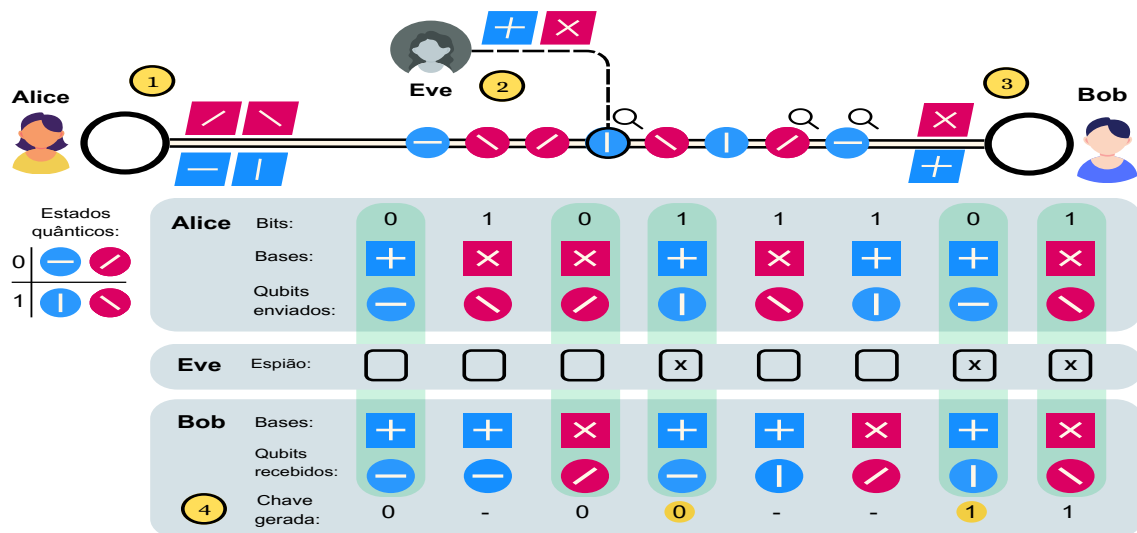 1
2
3
Alice
Eve
Bob
Estados
quânticos:
0
1
Alice
Bits:
0 1 0 1 1 1 0 1
Bases:
Qubits
enviados:
Eve
Espião:
x x x
Bob
Bases:
Qubits
recebidos:
4
Chave
gerada:
0 - 0 0 - - 1 1